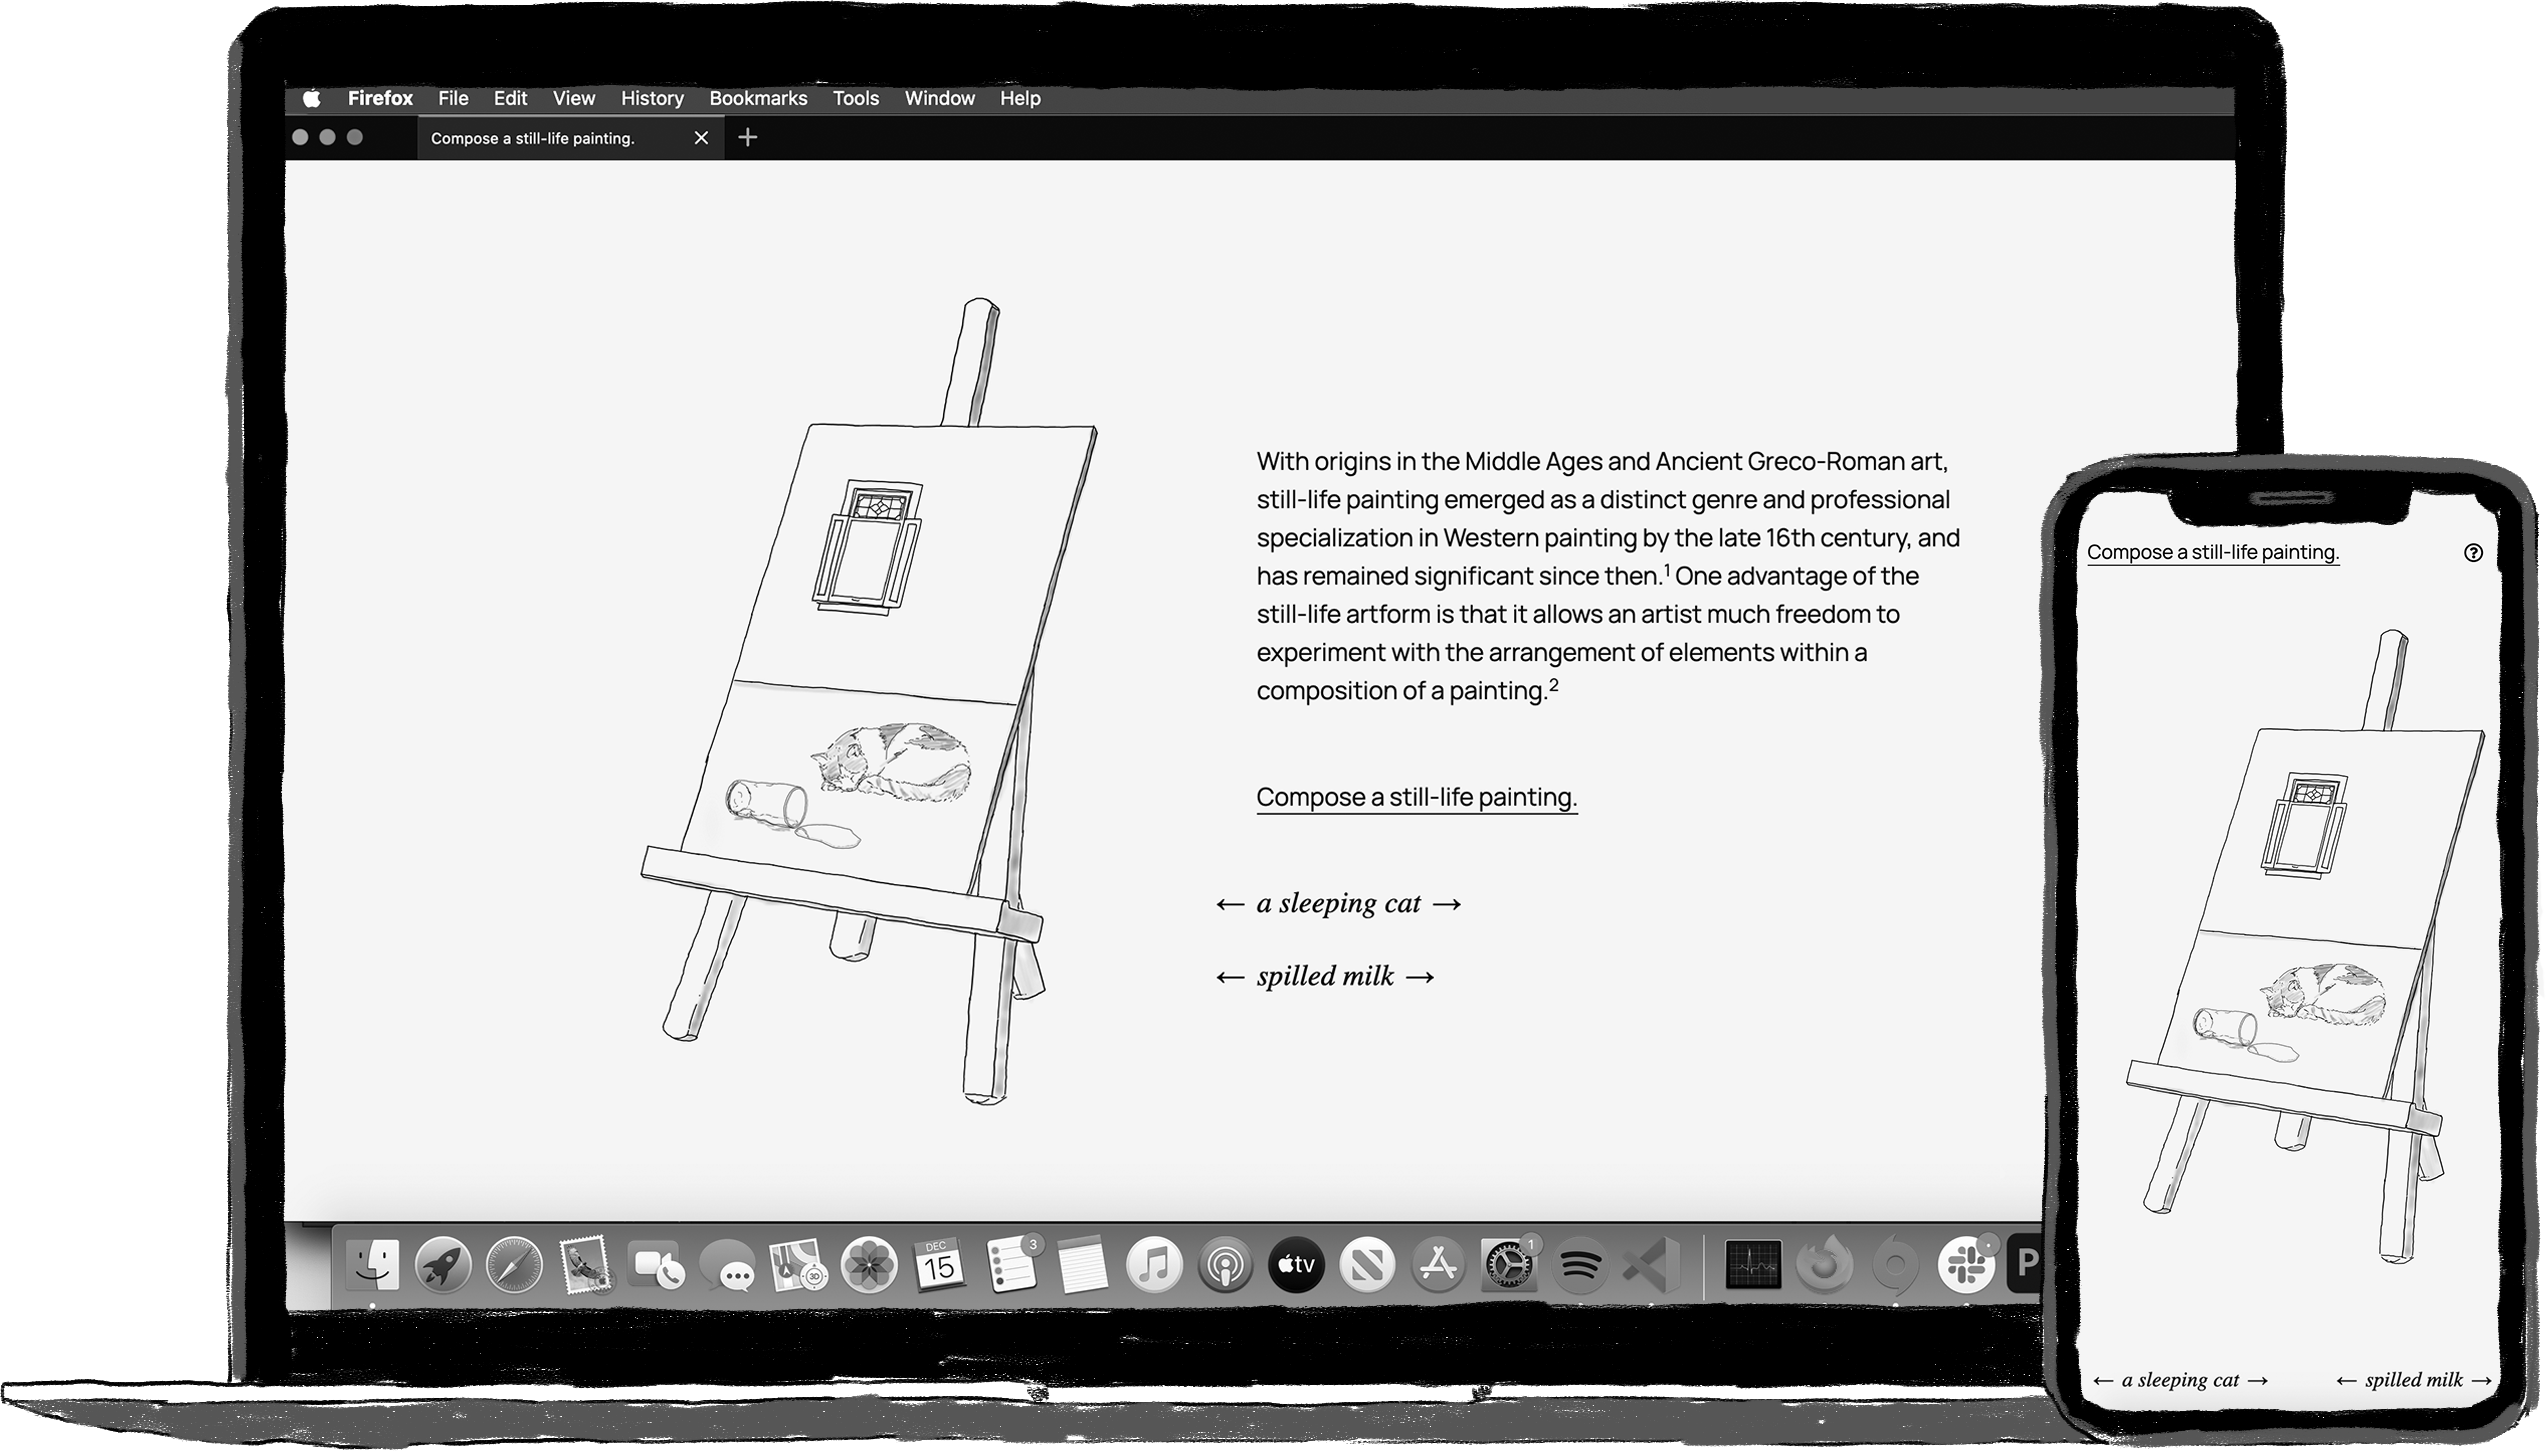 Firefox File Edit View History Bookmarks Tools Window Help
Compose a still-life painting.
With origins in the Middle Ages and Ancient Greco-Roman art,
still-life painting emerged as a distinct genre and professional
specialization in Western painting by the late 16th century, and
has remained significant since then.¹ One advantage of the
still-life artform is that it allows an artist much freedom to
experiment with the arrangement of elements within a
composition of a painting.²
Compose a still-life painting.
← a sleeping cat →
← spilled milk →
3D
DEC
15
3
tv
1
P
Compose a still-life painting.
?
← a sleeping cat → ← spilled milk →